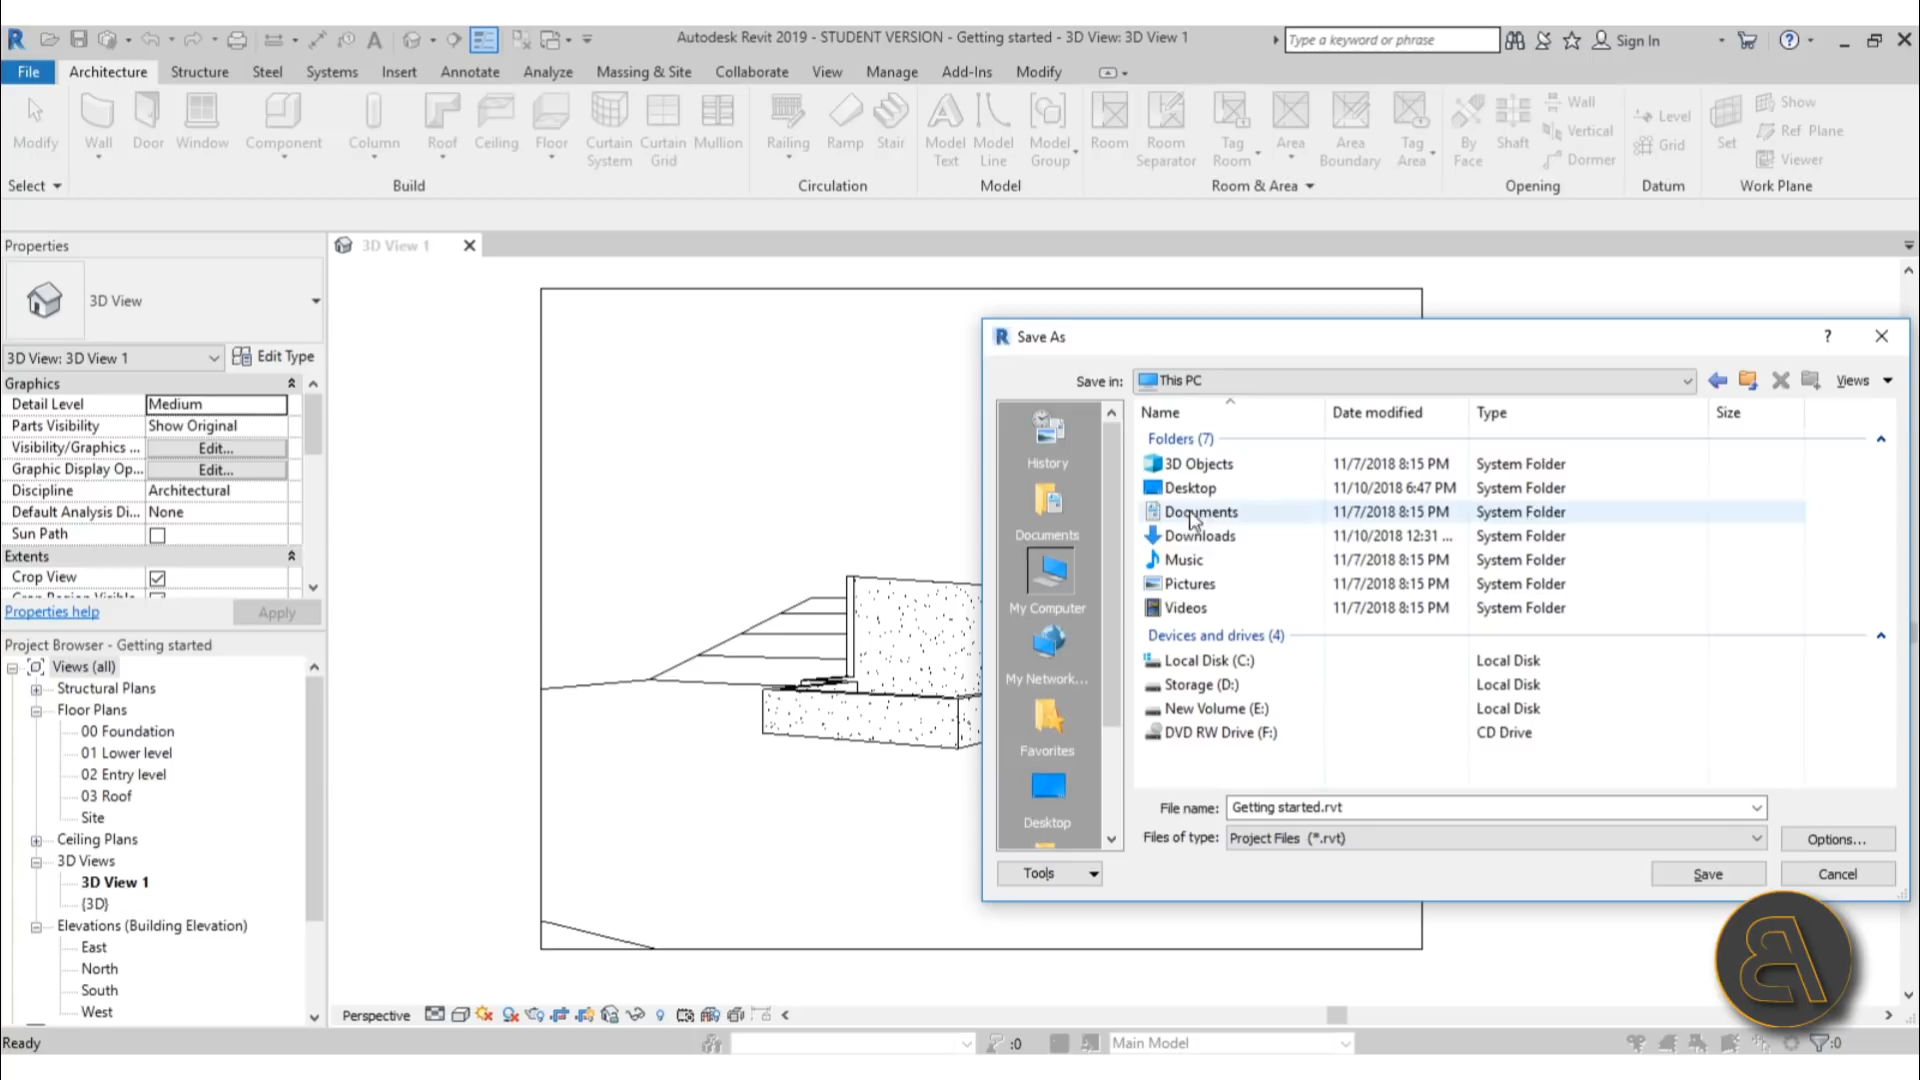 Autodesk Revit 2019 - STUDENT VERSION - Getting started - 3D View: 3D View 1
Type a keyword or phrase
Sign In
File Architecture Structure Steel Systems Insert Annotate Analyze Massing & Site Collaborate View Manage Add-Ins Modify
Modify
Wall
Door
Window
Component
Column
Roof
Ceiling
Floor
Curtain
System
Curtain
Grid
Mullion
Railing
Ramp
Stair
Model
Text
Model
Line
Model
Group
Room
Room
Separator
Tag
Room
Area
Area
Boundary
Tag
Area
By
Face
Shaft
Wall
Vertical
Dormer
Level
Grid
Set
Show
Ref Plane
Viewer
Select Build Circulation Model Room & Area Opening Datum Work Plane
Properties
3D View
3D View: 3D View 1 Edit Type
Graphics
Detail Level Medium
Parts Visibility Show Original
Visibility/Graphics ... Edit...
Graphic Display Op... Edit...
Discipline Architectural
Default Analysis Di... None
Sun Path
Extents
Crop View
Properties help Apply
Project Browser - Getting started
Views (all)
Structural Plans
Floor Plans
00 Foundation
01 Lower level
02 Entry level
03 Roof
Site
Ceiling Plans
3D Views
3D View 1
{3D}
Elevations (Building Elevation)
East
North
South
West
3D View 1
Save As
Save in: This PC Views
History
Documents
My Computer
My Network...
Favorites
Desktop
Name Date modified Type Size
Folders (7)
3D Objects 11/7/2018 8:15 PM System Folder
Desktop 11/10/2018 6:47 PM System Folder
Documents 11/7/2018 8:15 PM System Folder
Downloads 11/10/2018 12:31 ... System Folder
Music 11/7/2018 8:15 PM System Folder
Pictures 11/7/2018 8:15 PM System Folder
Videos 11/7/2018 8:15 PM System Folder
Devices and drives (4)
Local Disk (C:) Local Disk
Storage (D:) Local Disk
New Volume (E:) Local Disk
DVD RW Drive (F:) CD Drive
File name: Getting started.rvt
Files of type: Project Files (*.rvt) Options...
Tools Save Cancel
Perspective
Ready :0 Main Model :0